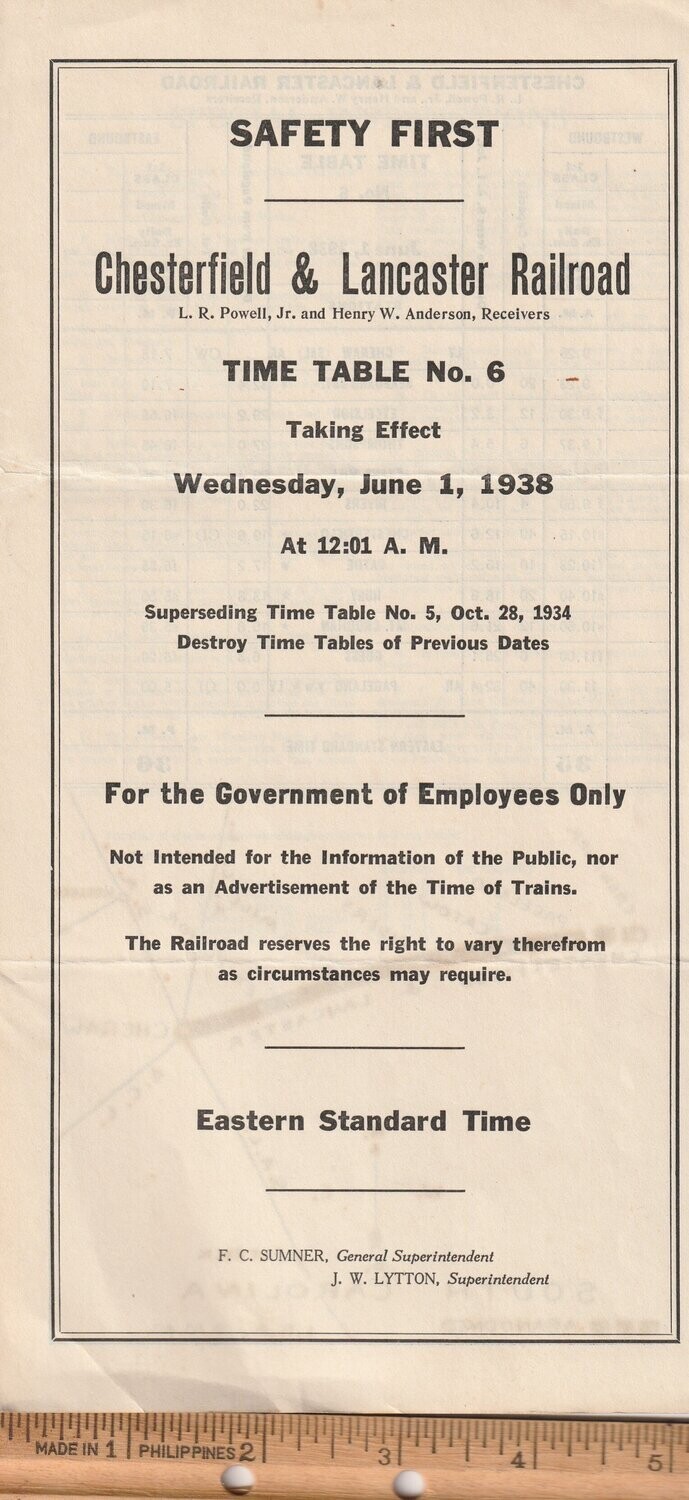 SAFETY FIRST
Chesterfield & Lancaster Railroad
L. R. Powell, Jr. and Henry W. Anderson, Receivers
TIME TABLE No. 6
Taking Effect
Wednesday, June 1, 1938
At 12:01 A. M.
Superseding Time Table No. 5, Oct. 28, 1934
Destroy Time Tables of Previous Dates
For the Government of Employees Only
Not Intended for the Information of the Public, nor
as an Advertisement of the Time of Trains.
The Railroad reserves the right to vary therefrom
as circumstances may require.
Eastern Standard Time
F. C. SUMNER, General Superintendent
J. W. LYTTON, Superintendent
MADE IN 1 PHILIPPINES 2 3 4 5